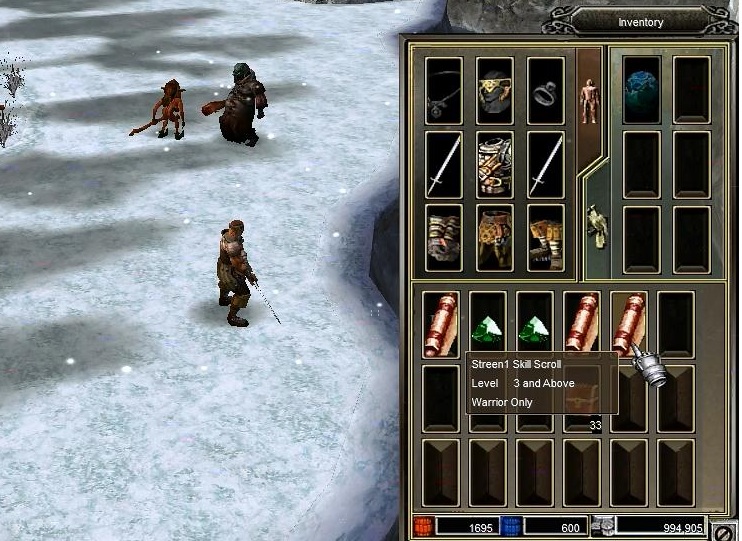 Inventory
Streen1 Skill Scroll
Level 3 and Above
Warrior Only
33
1695 600 994,905